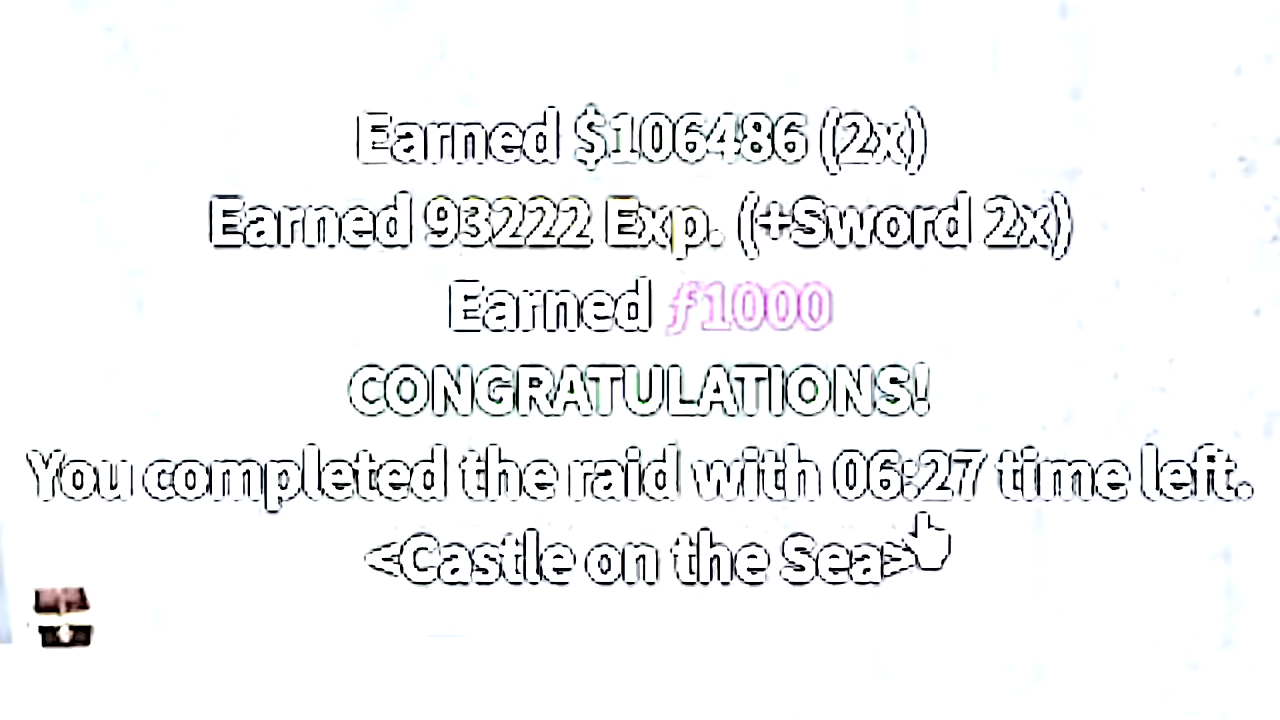 Earned $106486 (2x)
Earned 93222 Exp. (+Sword 2x)
Earned ƒ1000
CONGRATULATIONS!
You completed the raid with 06:27 time left.
<Castle on the Sea>